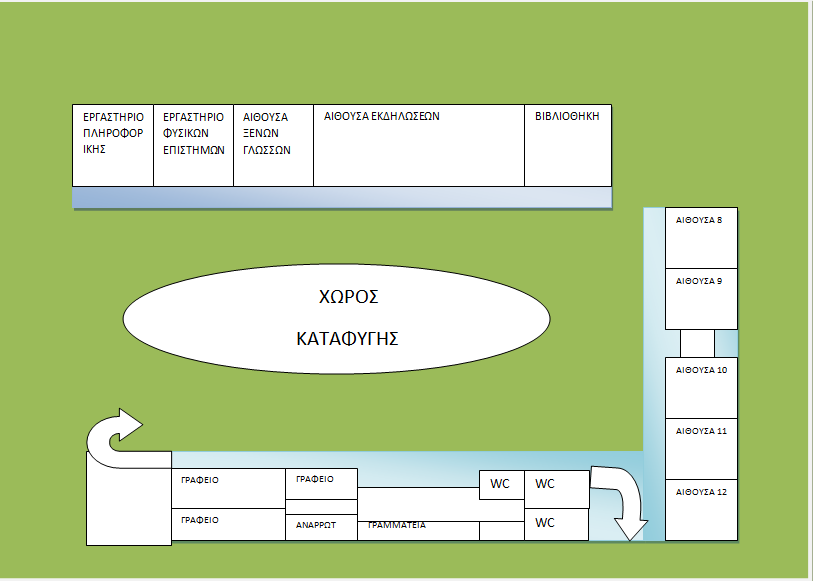 ΕΡΓΑΣΤΗΡΙΟ
ΠΛΗΡΟΦΟΡ
ΙΚΗΣ
ΕΡΓΑΣΤΗΡΙΟ
ΦΥΣΙΚΩΝ
ΕΠΙΣΤΗΜΩΝ
ΑΙΘΟΥΣΑ
ΞΕΝΩΝ
ΓΛΩΣΣΩΝ
ΑΙΘΟΥΣΑ ΕΚΔΗΛΩΣΕΩΝ
ΒΙΒΛΙΟΘΗΚΗ
ΑΙΘΟΥΣΑ 8
ΑΙΘΟΥΣΑ 9
ΧΩΡΟΣ
ΚΑΤΑΦΥΓΗΣ
ΑΙΘΟΥΣΑ 10
ΑΙΘΟΥΣΑ 11
ΑΙΘΟΥΣΑ 12
ΓΡΑΦΕΙΟ
ΓΡΑΦΕΙΟ
WC
WC
ΓΡΑΦΕΙΟ
ΑΝΑΡΡΩΤ
ΓΡΑΜΜΑΤΕΙΑ
WC